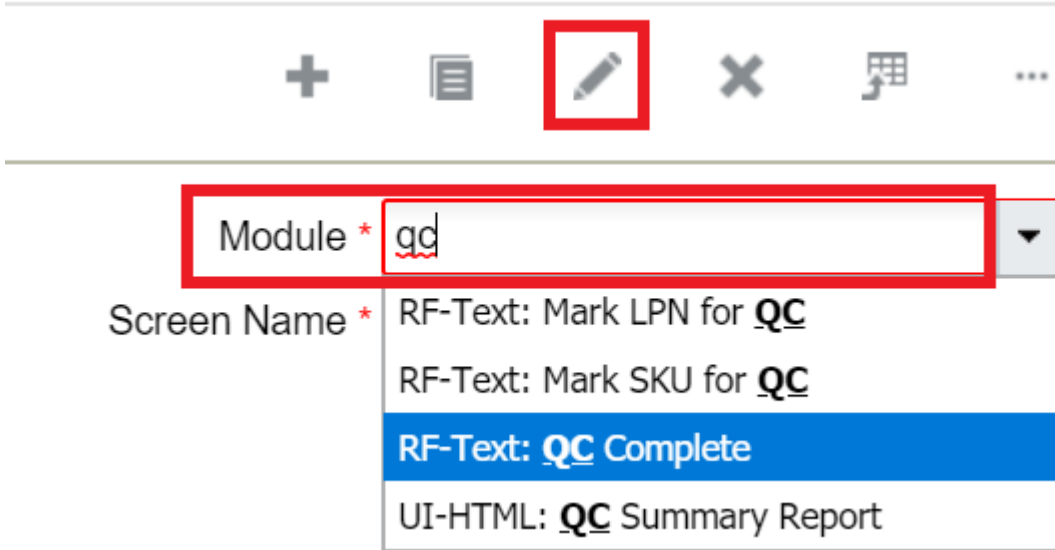 Module * qc
Screen Name *
RF-Text: Mark LPN for QC
RF-Text: Mark SKU for QC
RF-Text: QC Complete
UI-HTML: QC Summary Report